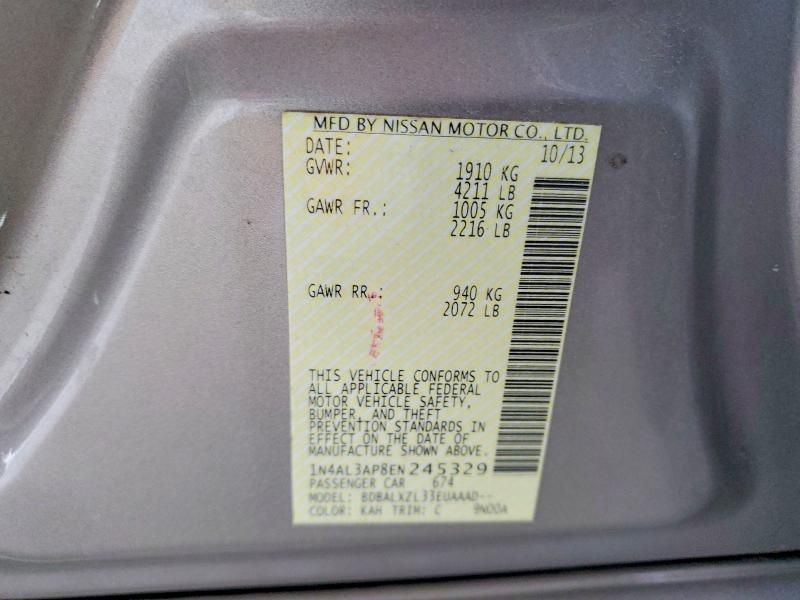 MFD BY NISSAN MOTOR CO., LTD.
DATE: 10/13
GVWR: 1910 KG
4211 LB
GAWR FR.: 1005 KG
2216 LB
GAWR RR.: 940 KG
2072 LB
THIS VEHICLE CONFORMS TO
ALL APPLICABLE FEDERAL
MOTOR VEHICLE SAFETY,
BUMPER, AND THEFT
PREVENTION STANDARDS IN
EFFECT ON THE DATE OF
MANUFACTURE SHOWN ABOVE.
1N4AL3AP8EN245329
PASSENGER CAR 674
MODEL: BDBALXZL33EUAAAD--
COLOR: KAH TRIM: C 9N00A